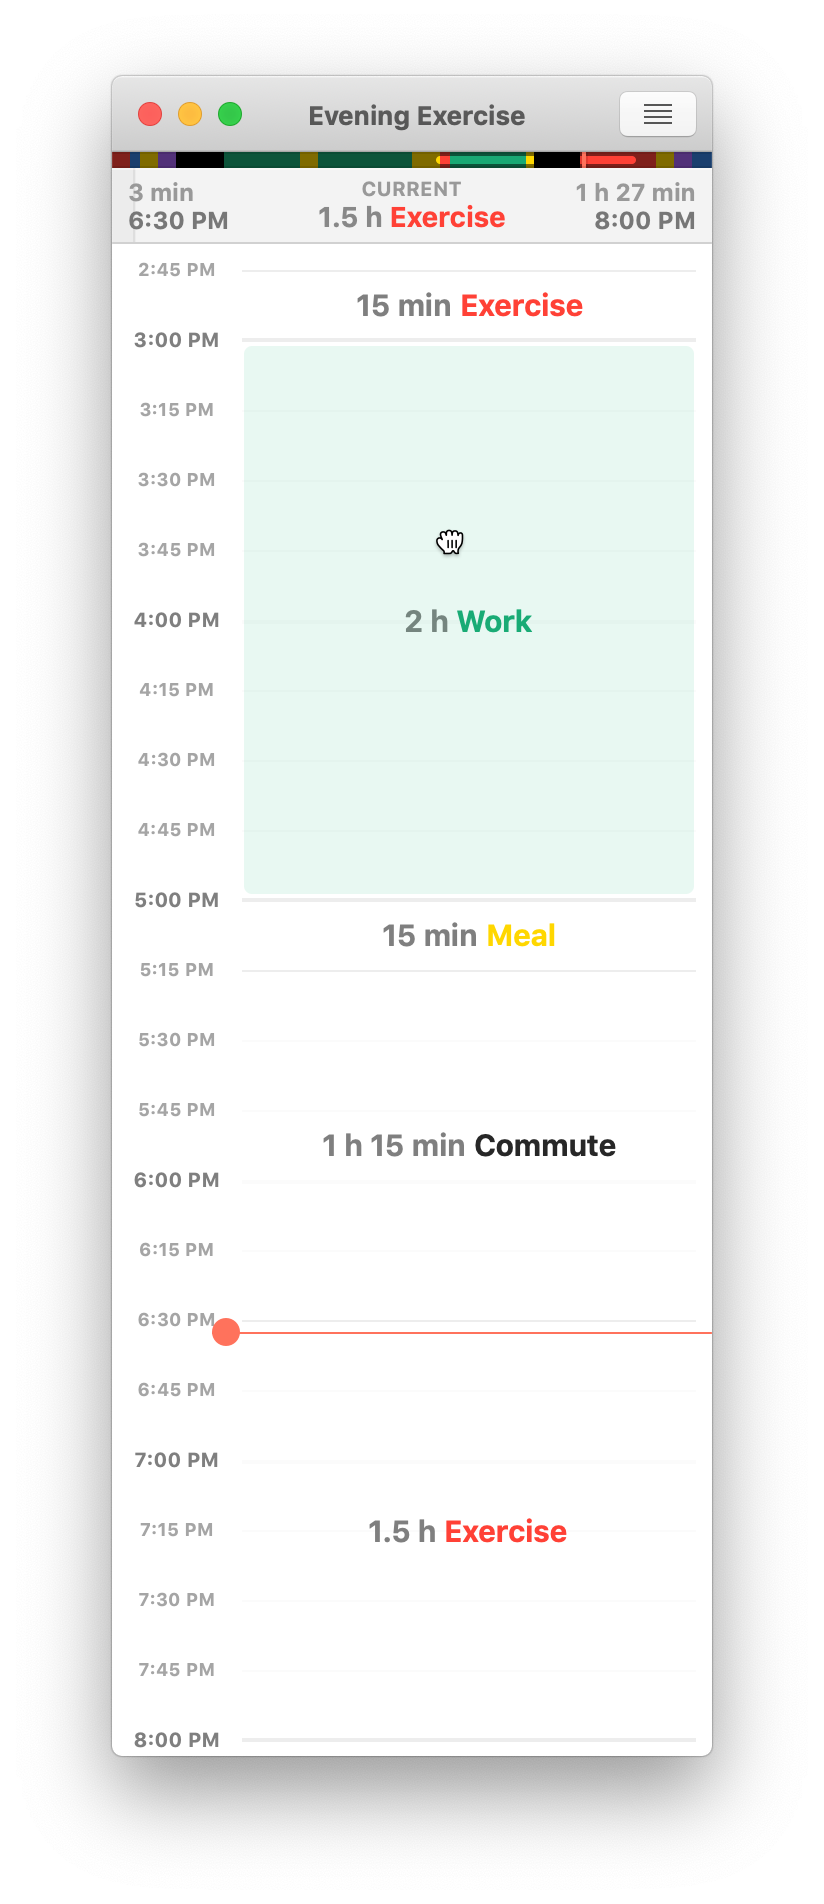 Evening Exercise
3 min CURRENT 1 h 27 min
6:30 PM 1.5 h Exercise 8:00 PM
2:45 PM
15 min Exercise
3:00 PM
3:15 PM
3:30 PM
3:45 PM
4:00 PM 2 h Work
4:15 PM
4:30 PM
4:45 PM
5:00 PM
15 min Meal
5:15 PM
5:30 PM
5:45 PM
1 h 15 min Commute
6:00 PM
6:15 PM
6:30 PM
6:45 PM
7:00 PM
7:15 PM 1.5 h Exercise
7:30 PM
7:45 PM
8:00 PM